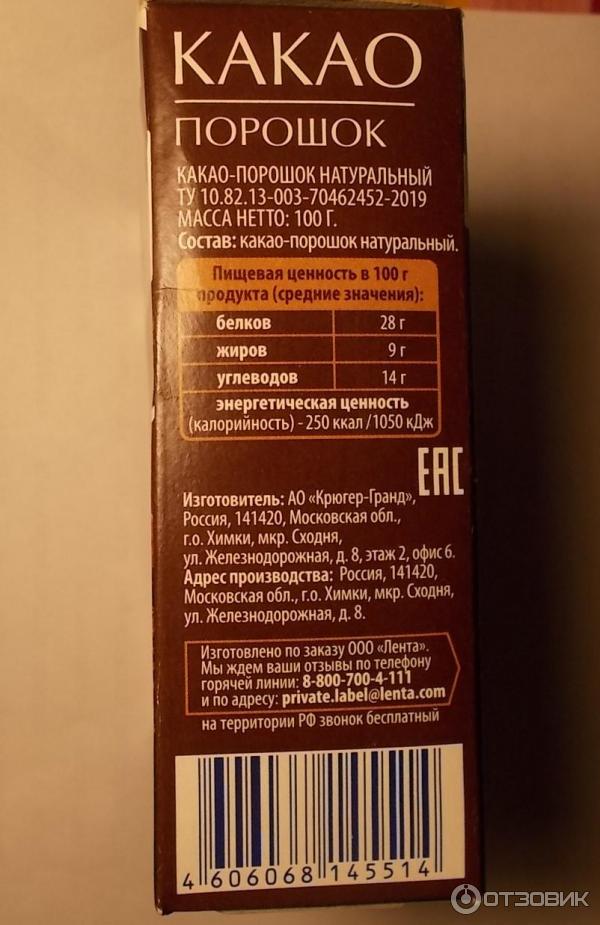 КАКАО
ПОРОШОК
КАКАО-ПОРОШОК НАТУРАЛЬНЫЙ
ТУ 10.82.13-003-70462452-2019
МАССА НЕТТО: 100 Г.
Состав: какао-порошок натуральный.
Пищевая ценность в 100 г
продукта (средние значения):
белков 28 г
жиров 9 г
углеводов 14 г
энергетическая ценность
(калорийность) - 250 ккал /1050 кДж
EAC
Изготовитель: АО «Крюгер-Гранд»,
Россия, 141420, Московская обл.,
г.о. Химки, мкр. Сходня,
ул. Железнодорожная, д. 8, этаж 2, офис 6.
Адрес производства: Россия, 141420,
Московская обл., г.о. Химки, мкр. Сходня,
ул. Железнодорожная, д. 8.
Изготовлено по заказу ООО «Лента».
Мы ждем ваши отзывы по телефону
горячей линии: 8-800-700-4-111
и по адресу: private.label@lenta.com
на территории РФ звонок бесплатный
4 606068 145514
ОТЗОВИК